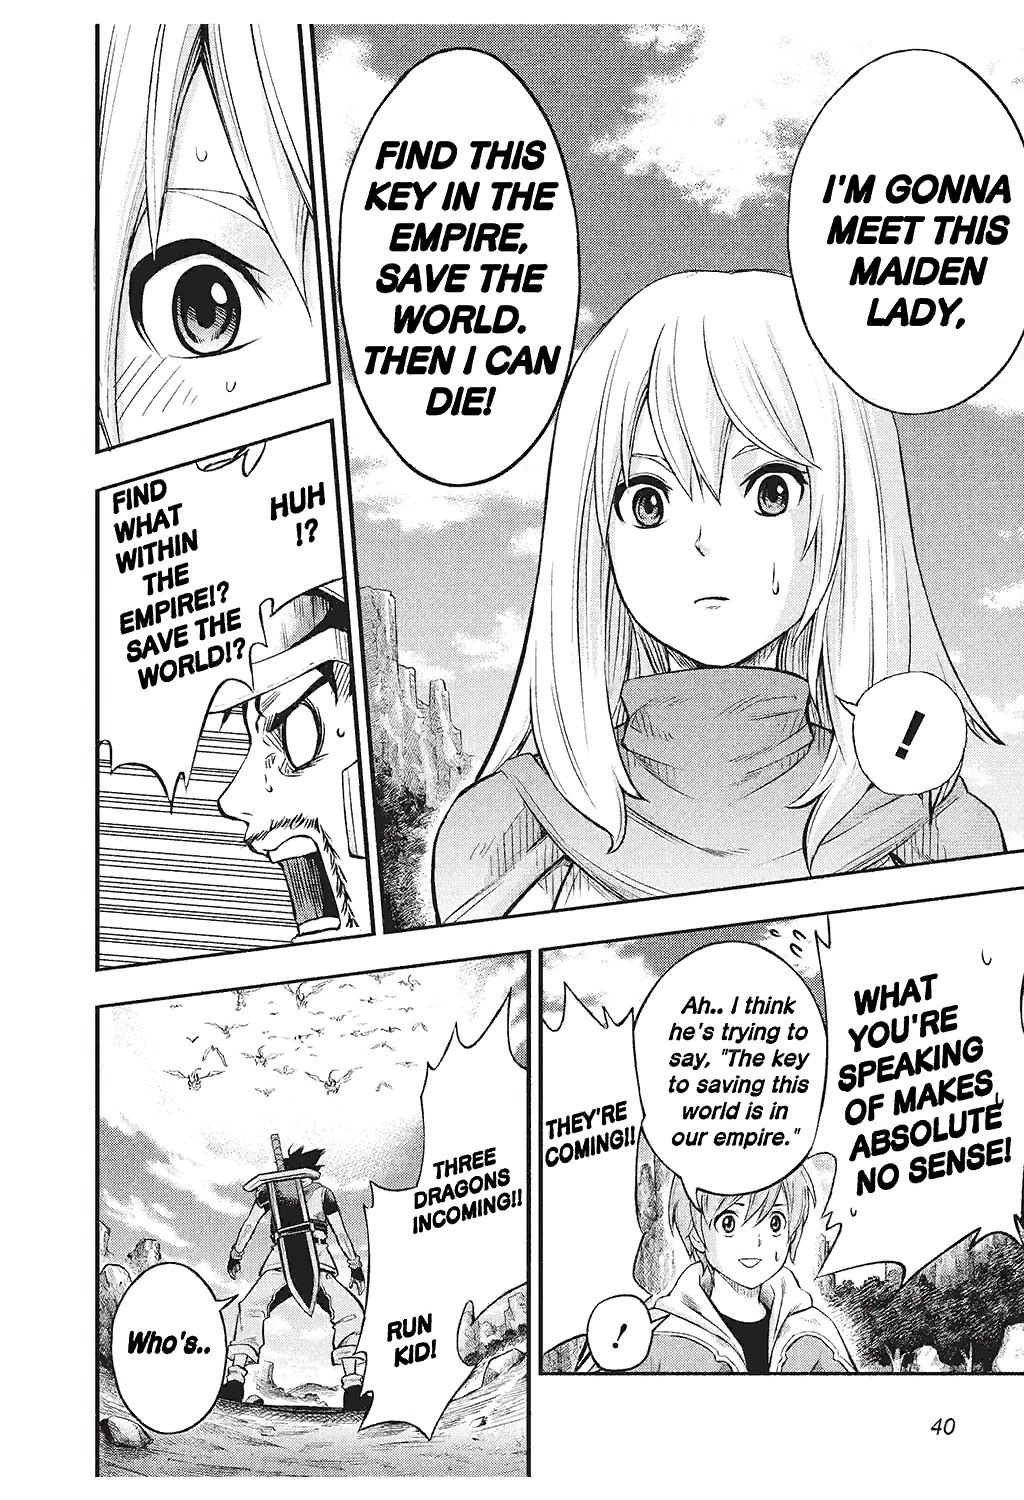 I'M GONNA
MEET THIS
MAIDEN
LADY,
FIND THIS
KEY IN THE
EMPIRE,
SAVE THE
WORLD.
THEN I CAN
DIE!
!
HUH
!?
FIND
WHAT
WITHIN
THE
EMPIRE!?
SAVE THE
WORLD!?
WHAT
YOU'RE
SPEAKING
OF MAKES
ABSOLUTE
NO SENSE!
Ah.. I think
he's trying to
say, "The key
to saving this
world is in
our empire."
!
THEY'RE
COMING!!
THREE
DRAGONS
INCOMING!!
RUN
KID!
Who's..
40